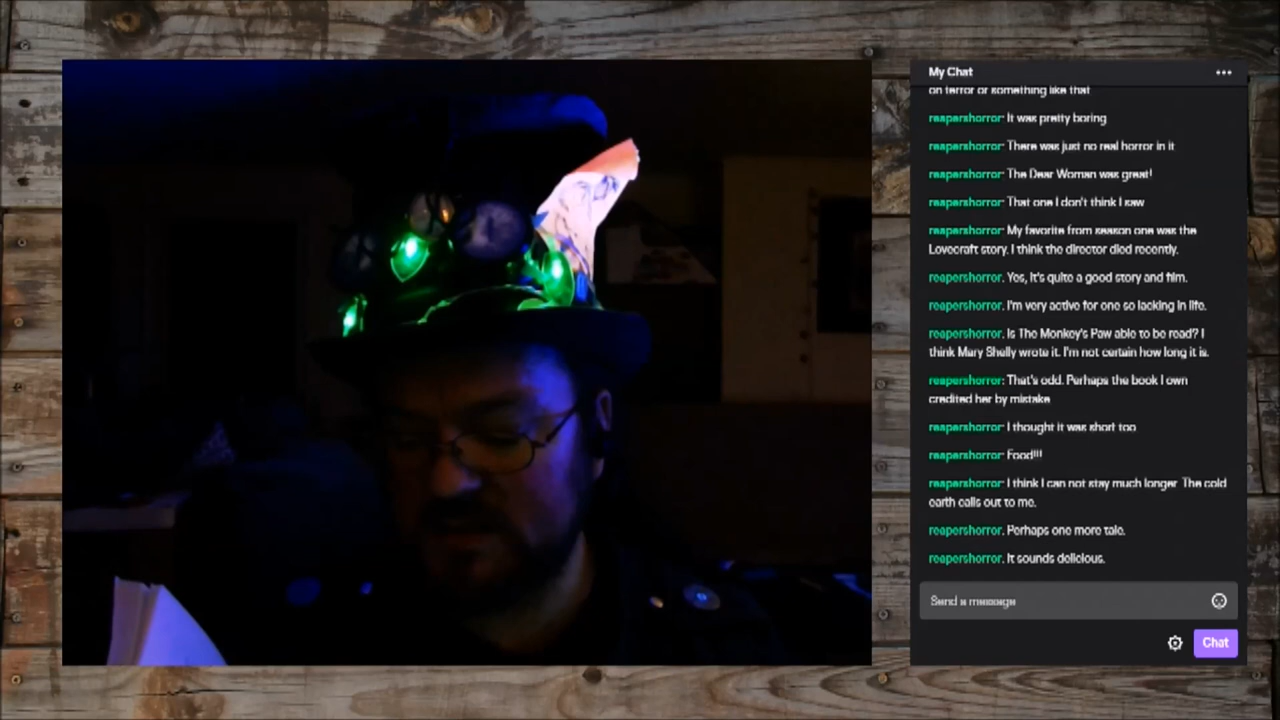 My Chat
on terror or something like that
reapershorror: It was pretty boring
reapershorror: There was just no real horror in it
reapershorror: The Dear Woman was great!
reapershorror: That one I don't think I saw
reapershorror: My favorite from season one was the
Lovecraft story. I think the director died recently.
reapershorror: Yes, it's quite a good story and film.
reapershorror: I'm very active for one so lacking in life.
reapershorror: Is The Monkey's Paw able to be read? I
think Mary Shelly wrote it. I'm not certain how long it is.
reapershorror: That's odd. Perhaps the book I own
credited her by mistake
reapershorror: I thought it was short too
reapershorror: Food!!!
reapershorror: I think I can not stay much longer. The cold
earth calls out to me.
reapershorror: Perhaps one more tale.
reapershorror: It sounds delicious.
Send a message
Chat